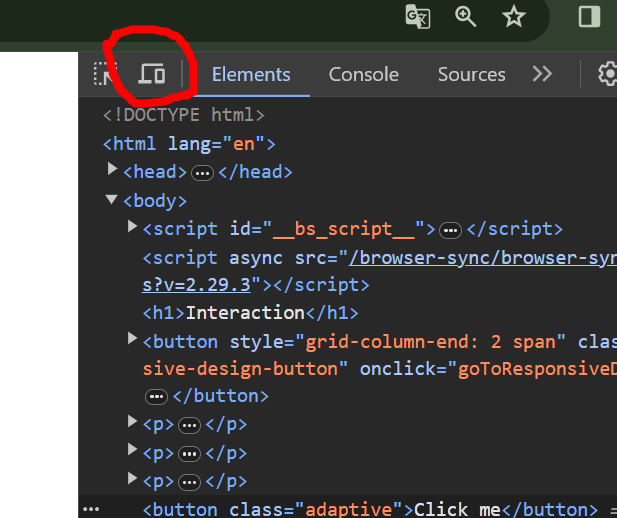 Elements Console Sources
<!DOCTYPE html>
<html lang="en">
<head> ••• </head>
<body>
<script id="__bs_script__"> ••• </script>
<script async src="/browser-sync/browser-syn
s?v=2.29.3"></script>
<h1>Interaction</h1>
<button style="grid-column-end: 2 span" clas
sive-design-button" onclick="goToResponsiveD
••• </button>
<p> ••• </p>
<p> ••• </p>
<p> ••• </p>
••• <button class="adaptive">Click me</button> =